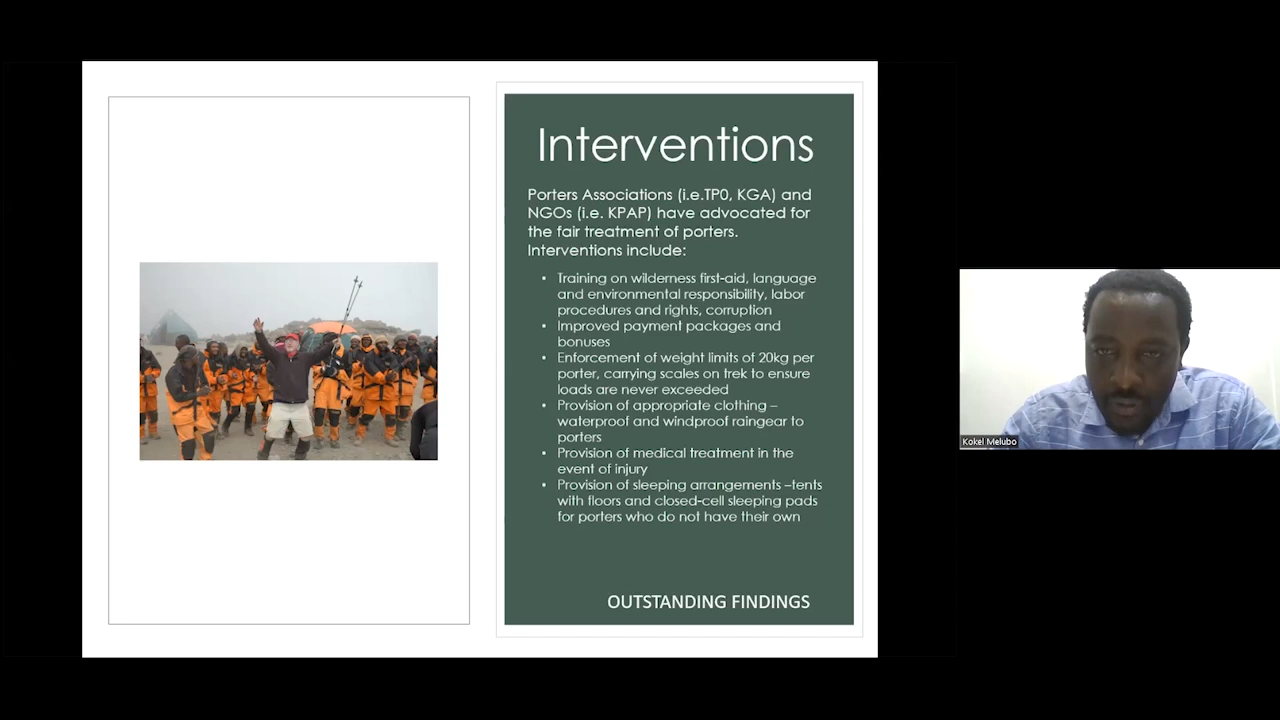 Interventions
Porters Associations (i.e.TP0, KGA) and
NGOs (i.e. KPAP) have advocated for
the fair treatment of porters.
Interventions include:
• Training on wilderness first-aid, language
and environmental responsibility, labor
procedures and rights, corruption
• Improved payment packages and
bonuses
• Enforcement of weight limits of 20kg per
porter, carrying scales on trek to ensure
loads are never exceeded
• Provision of appropriate clothing –
waterproof and windproof raingear to
porters
• Provision of medical treatment in the
event of injury
• Provision of sleeping arrangements –tents
with floors and closed-cell sleeping pads
for porters who do not have their own
OUTSTANDING FINDINGS
Kokel Melubo